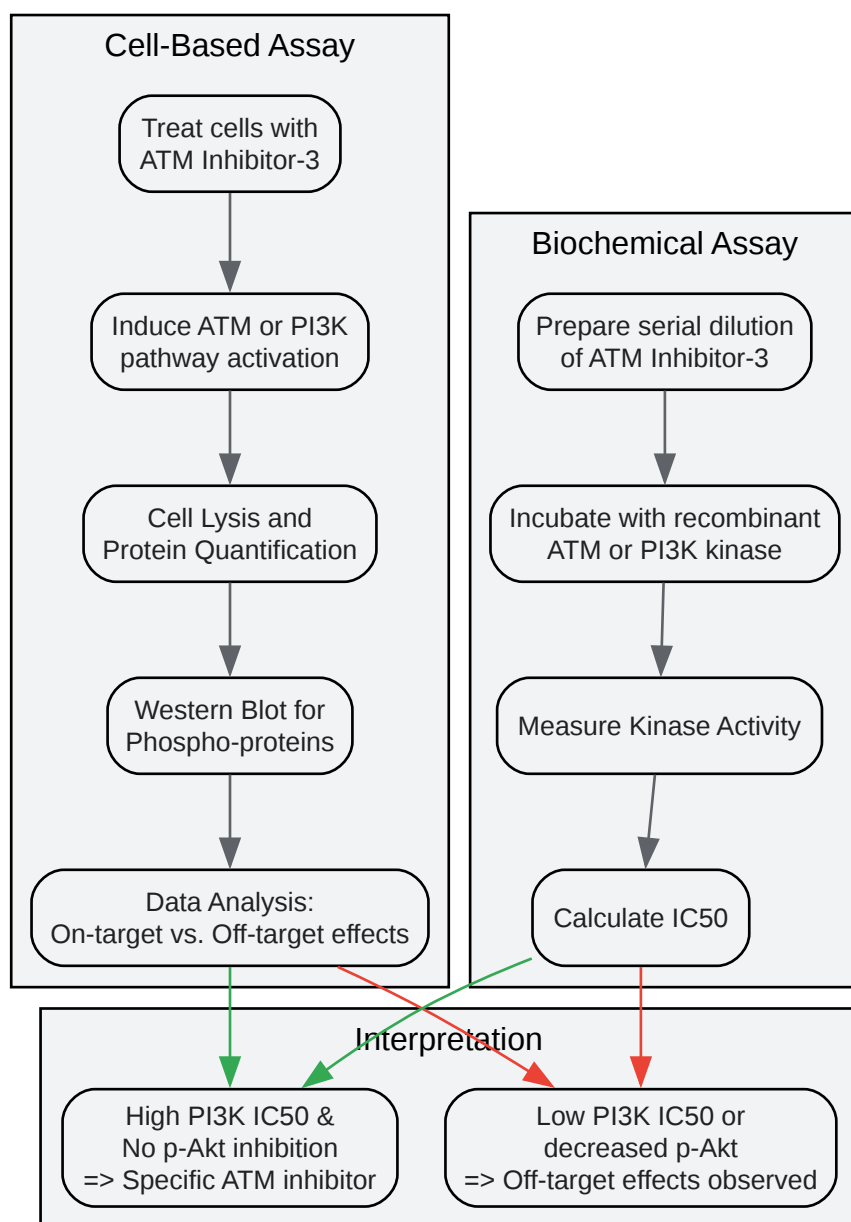 Cell-Based Assay
Treat cells with
ATM Inhibitor-3
Induce ATM or PI3K
pathway activation
Cell Lysis and
Protein Quantification
Western Blot for
Phospho-proteins
Data Analysis:
On-target vs. Off-target effects
Biochemical Assay
Prepare serial dilution
of ATM Inhibitor-3
Incubate with recombinant
ATM or PI3K kinase
Measure Kinase Activity
Calculate IC50
Interpretation
High PI3K IC50 &
No p-Akt inhibition
=> Specific ATM inhibitor
Low PI3K IC50 or
decreased p-Akt
=> Off-target effects observed